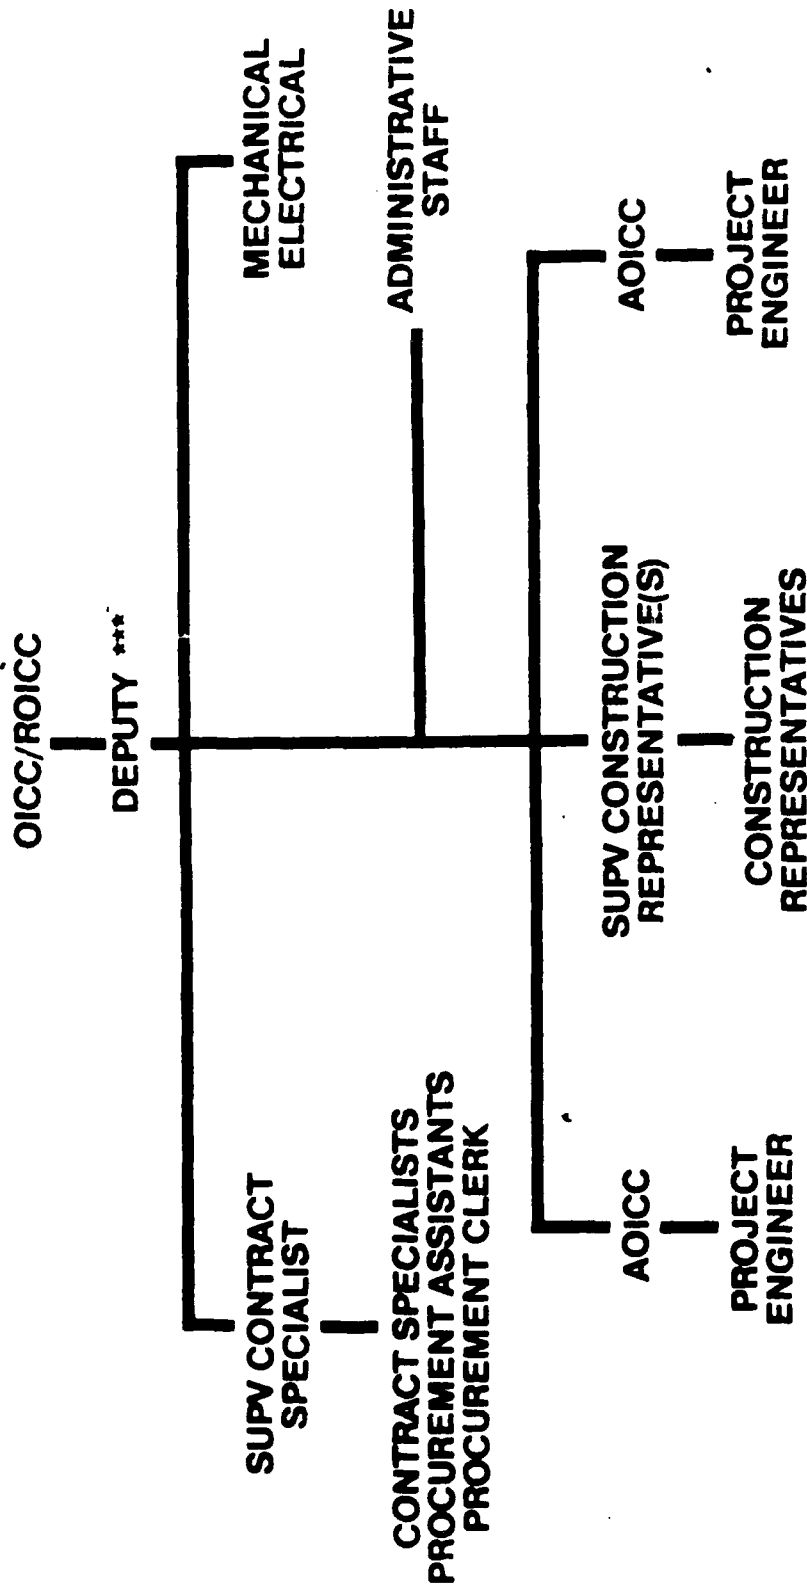 OICC/ROICC
DEPUTY ***
SUPV CONTRACT
SPECIALIST
MECHANICAL
ELECTRICAL
CONTRACT SPECIALISTS
PROCUREMENT ASSISTANTS
PROCUREMENT CLERK
ADMINISTRATIVE
STAFF
AOICC
PROJECT
ENGINEER
SUPV CONSTRUCTION
REPRESENTATIVE(S)
CONSTRUCTION
REPRESENTATIVES
AOICC
PROJECT
ENGINEER